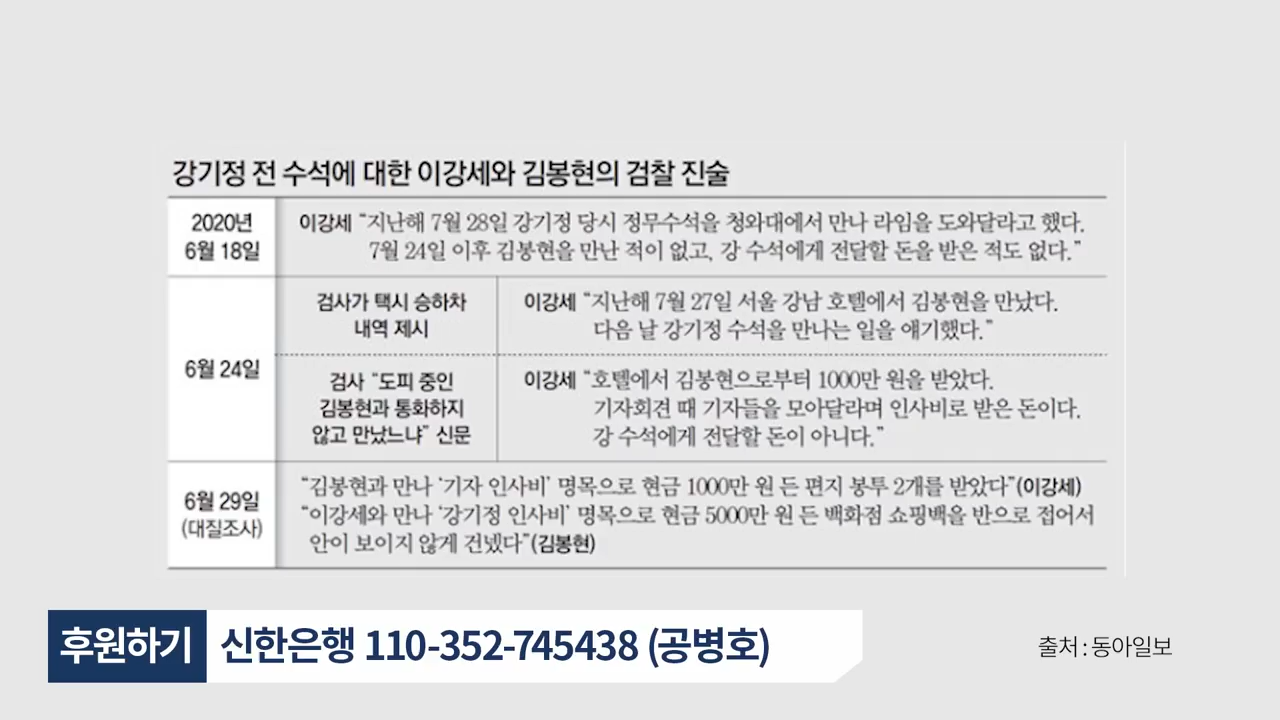 강기정 전 수석에 대한 이강세와 김봉현의 검찰 진술
2020년
6월 18일
이강세 “지난해 7월 28일 강기정 당시 정무수석을 청와대에서 만나 라임을 도와달라고 했다.
7월 24일 이후 김봉현을 만난 적이 없고, 강 수석에게 전달할 돈을 받은 적도 없다.”
6월 24일
검사가 택시 승하차
내역 제시
이강세 “지난해 7월 27일 서울 강남 호텔에서 김봉현을 만났다.
다음 날 강기정 수석을 만나는 일을 얘기했다.”
검사 “도피 중인
김봉현과 통화하지
않고 만났느냐” 신문
이강세 “호텔에서 김봉현으로부터 1000만 원을 받았다.
기자회견 때 기자들을 모아달라며 인사비로 받은 돈이다.
강 수석에게 전달할 돈이 아니다.”
6월 29일
(대질조사)
“김봉현과 만나 ‘기자 인사비’ 명목으로 현금 1000만 원 든 편지 봉투 2개를 받았다”(이강세)
“이강세와 만나 ‘강기정 인사비’ 명목으로 현금 5000만 원 든 백화점 쇼핑백을 반으로 접어서
안이 보이지 않게 건넸다”(김봉현)
후원하기 신한은행 110-352-745438 (공병호)
출처 : 동아일보